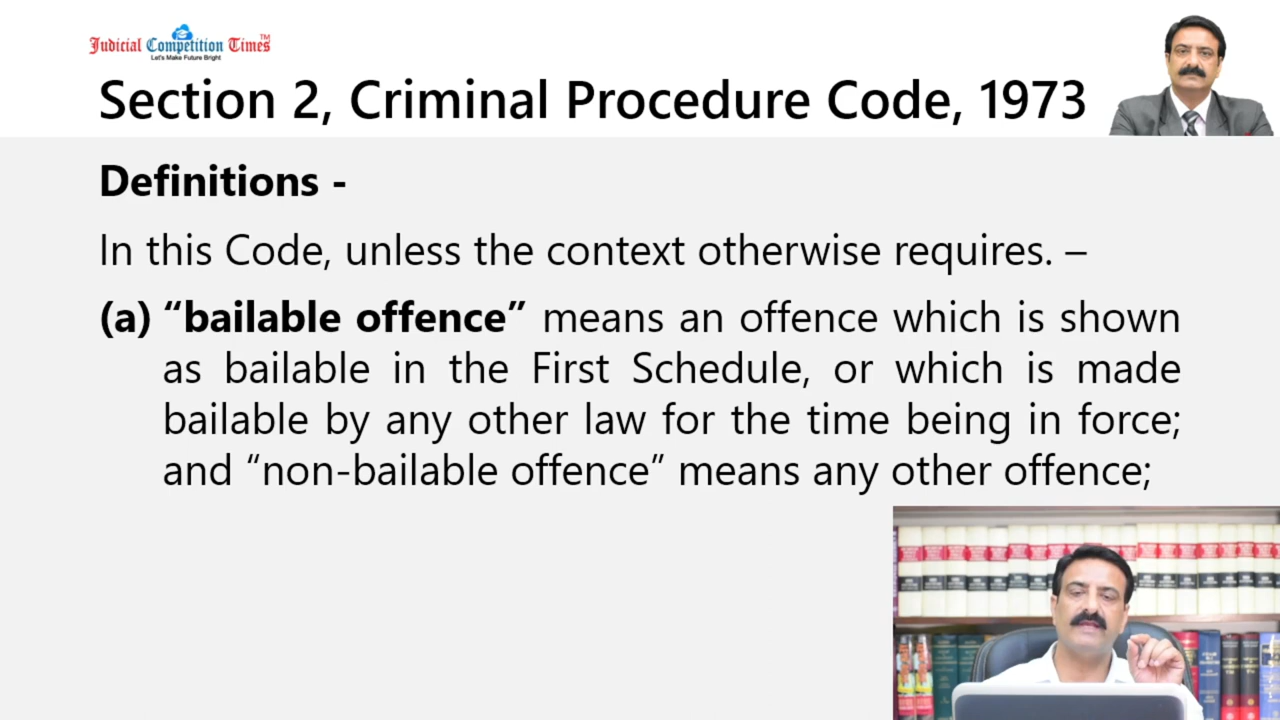 Judicial Competition Times™
Let's Make Future Bright
Section 2, Criminal Procedure Code, 1973
Definitions -
In this Code, unless the context otherwise requires. –
(a) “bailable offence” means an offence which is shown
as bailable in the First Schedule, or which is made
bailable by any other law for the time being in force;
and “non-bailable offence” means any other offence;